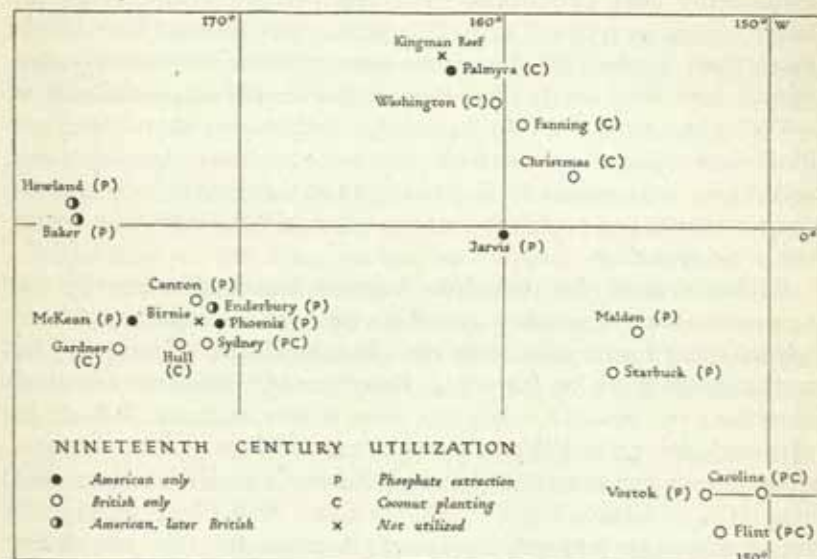 170° 160° 150° W
Kingman Reef
Palmyra (C)
Washington (C)
Fanning (C)
Christmas (C)
Howland (P)
Baker (P)
0°
Jarvis (P)
Canton (P)
Enderbury (P)
McKean (P) Birnie Phoenix (P)
Malden (P)
Gardner (C) Hull (C) Sydney (PC)
Starbuck (P)
NINETEENTH CENTURY UTILIZATION
American only P Phosphate extraction
British only C Coconut planting
American, later British × Not utilized
Vostok (P) Caroline (PC)
Flint (PC)
150°